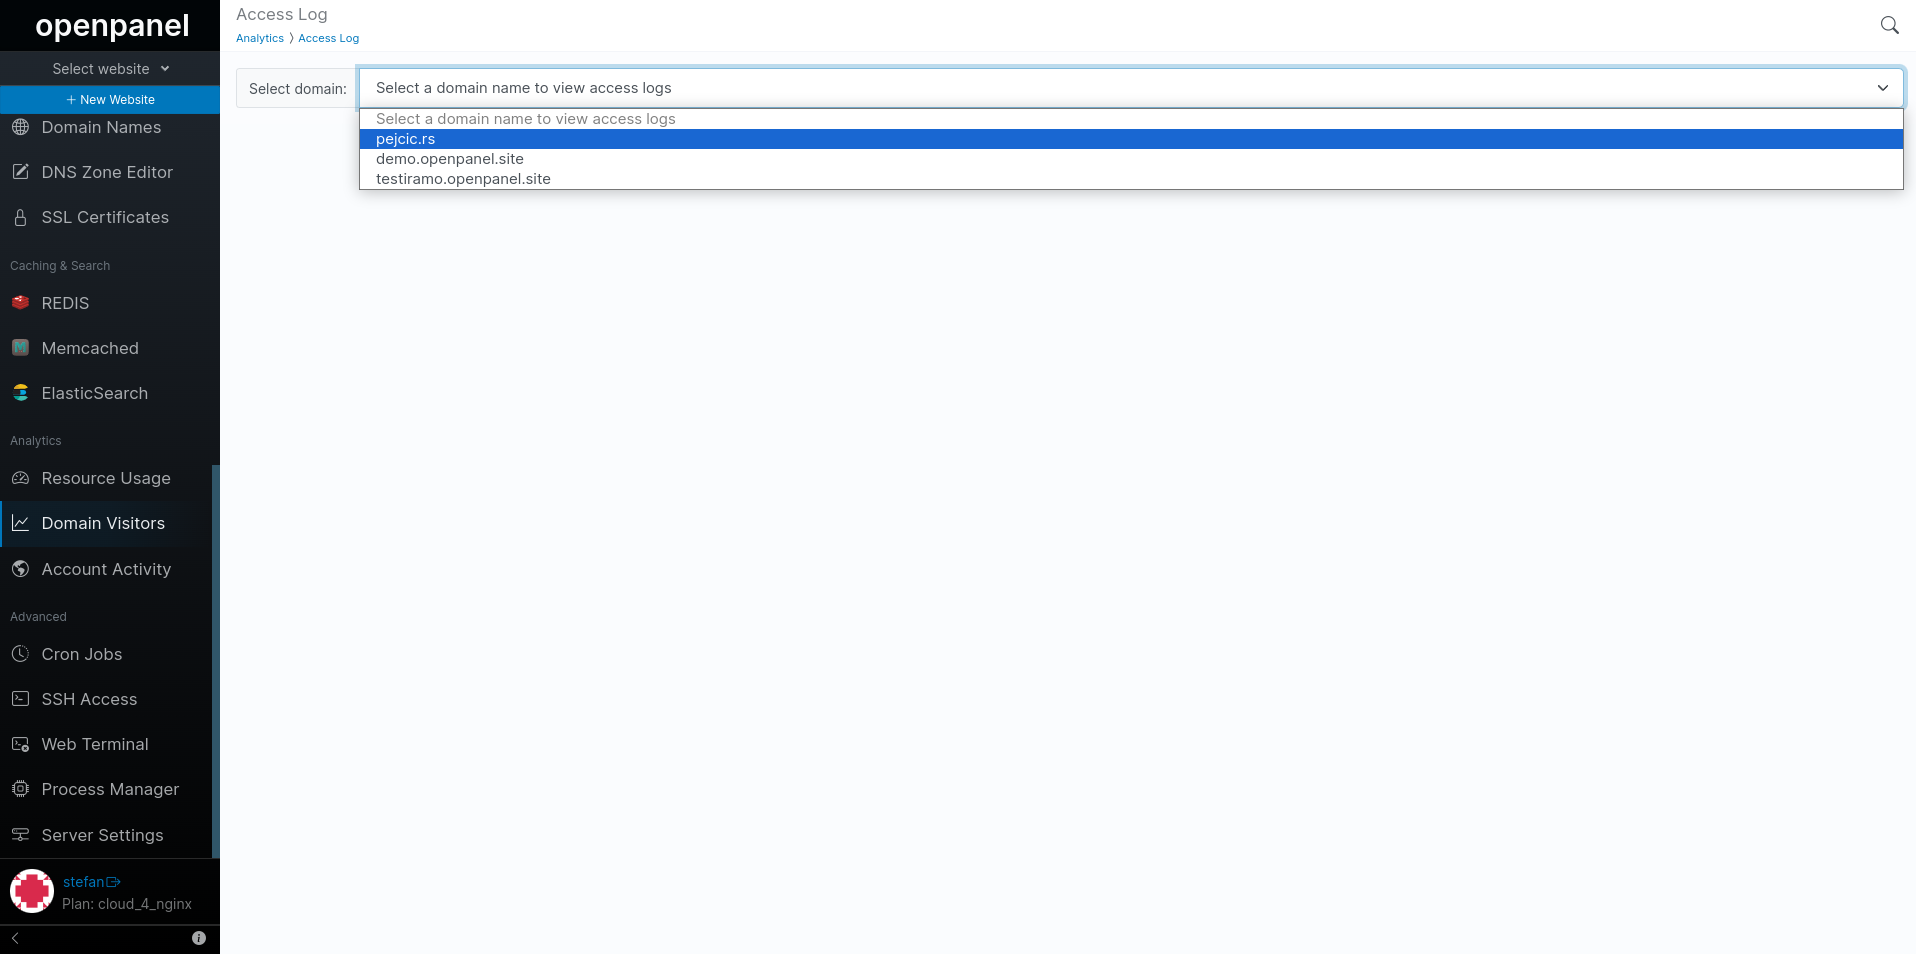 openpanel
Select website
+ New Website
Domain Names
DNS Zone Editor
SSL Certificates
Caching & Search
REDIS
Memcached
ElasticSearch
Analytics
Resource Usage
Domain Visitors
Account Activity
Advanced
Cron Jobs
SSH Access
Web Terminal
Process Manager
Server Settings
stefan
Plan: cloud_4_nginx
Access Log
Analytics 〉 Access Log
Select domain: Select a domain name to view access logs
Select a domain name to view access logs
pejcic.rs
demo.openpanel.site
testiramo.openpanel.site